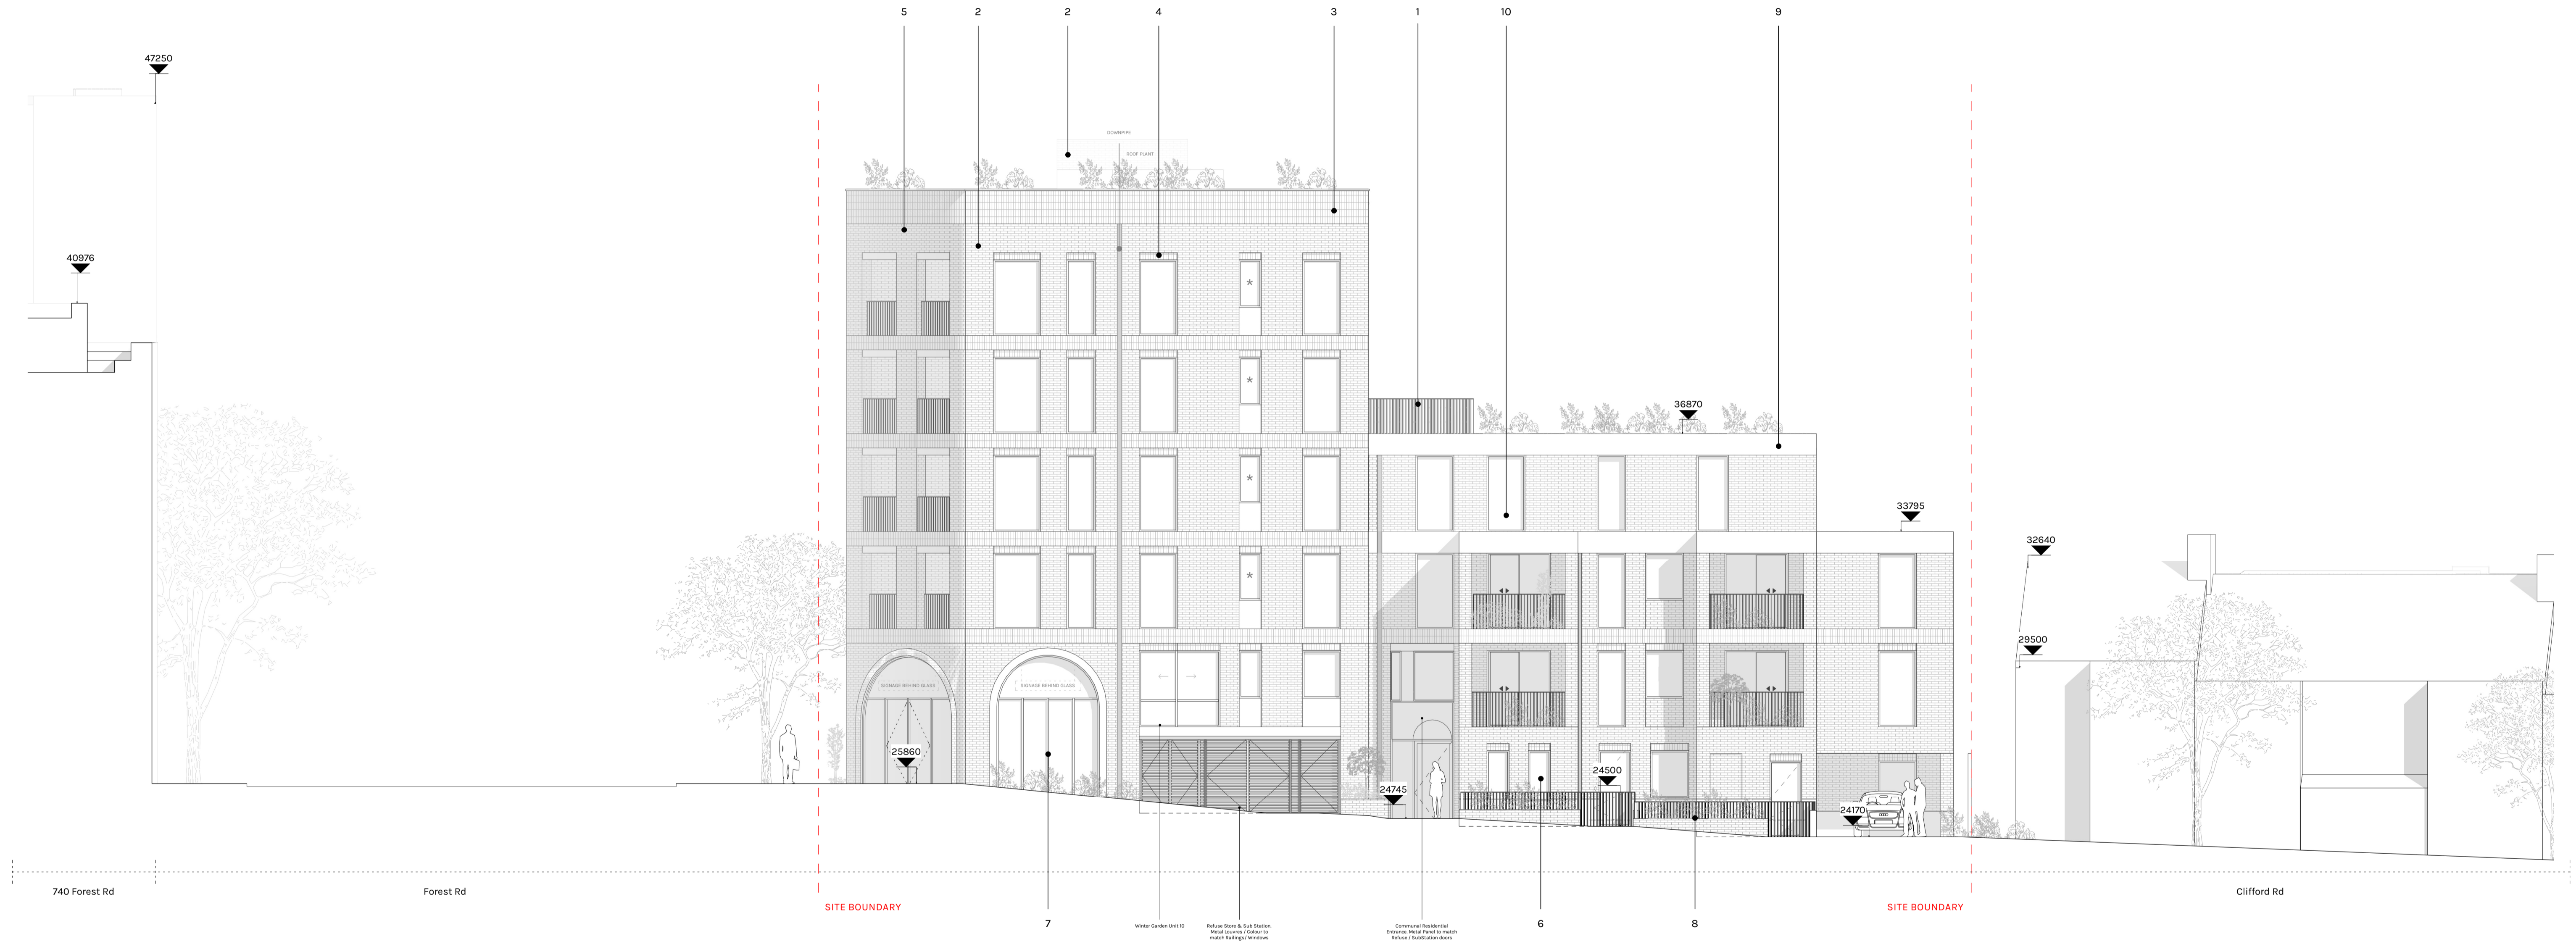 5
2
2
4
3
1
10
9
47250
DOWNPIPE
ROOF PLANT
40976
*
*
36870
*
33795
32640
*
29500
SIGNAGE BEHIND GLASS
SIGNAGE BEHIND GLASS
25860
24500
24745
24170
740 Forest Rd
Forest Rd
Clifford Rd
SITE BOUNDARY
SITE BOUNDARY
7
6
8
Winter Garden Unit 10
Refuse Store & Sub Station.
Metal Louvres / Colour to
match Railings/ Windows
Communal Residential
Entrance. Metal Panel to match
Refuse / SubStation doors